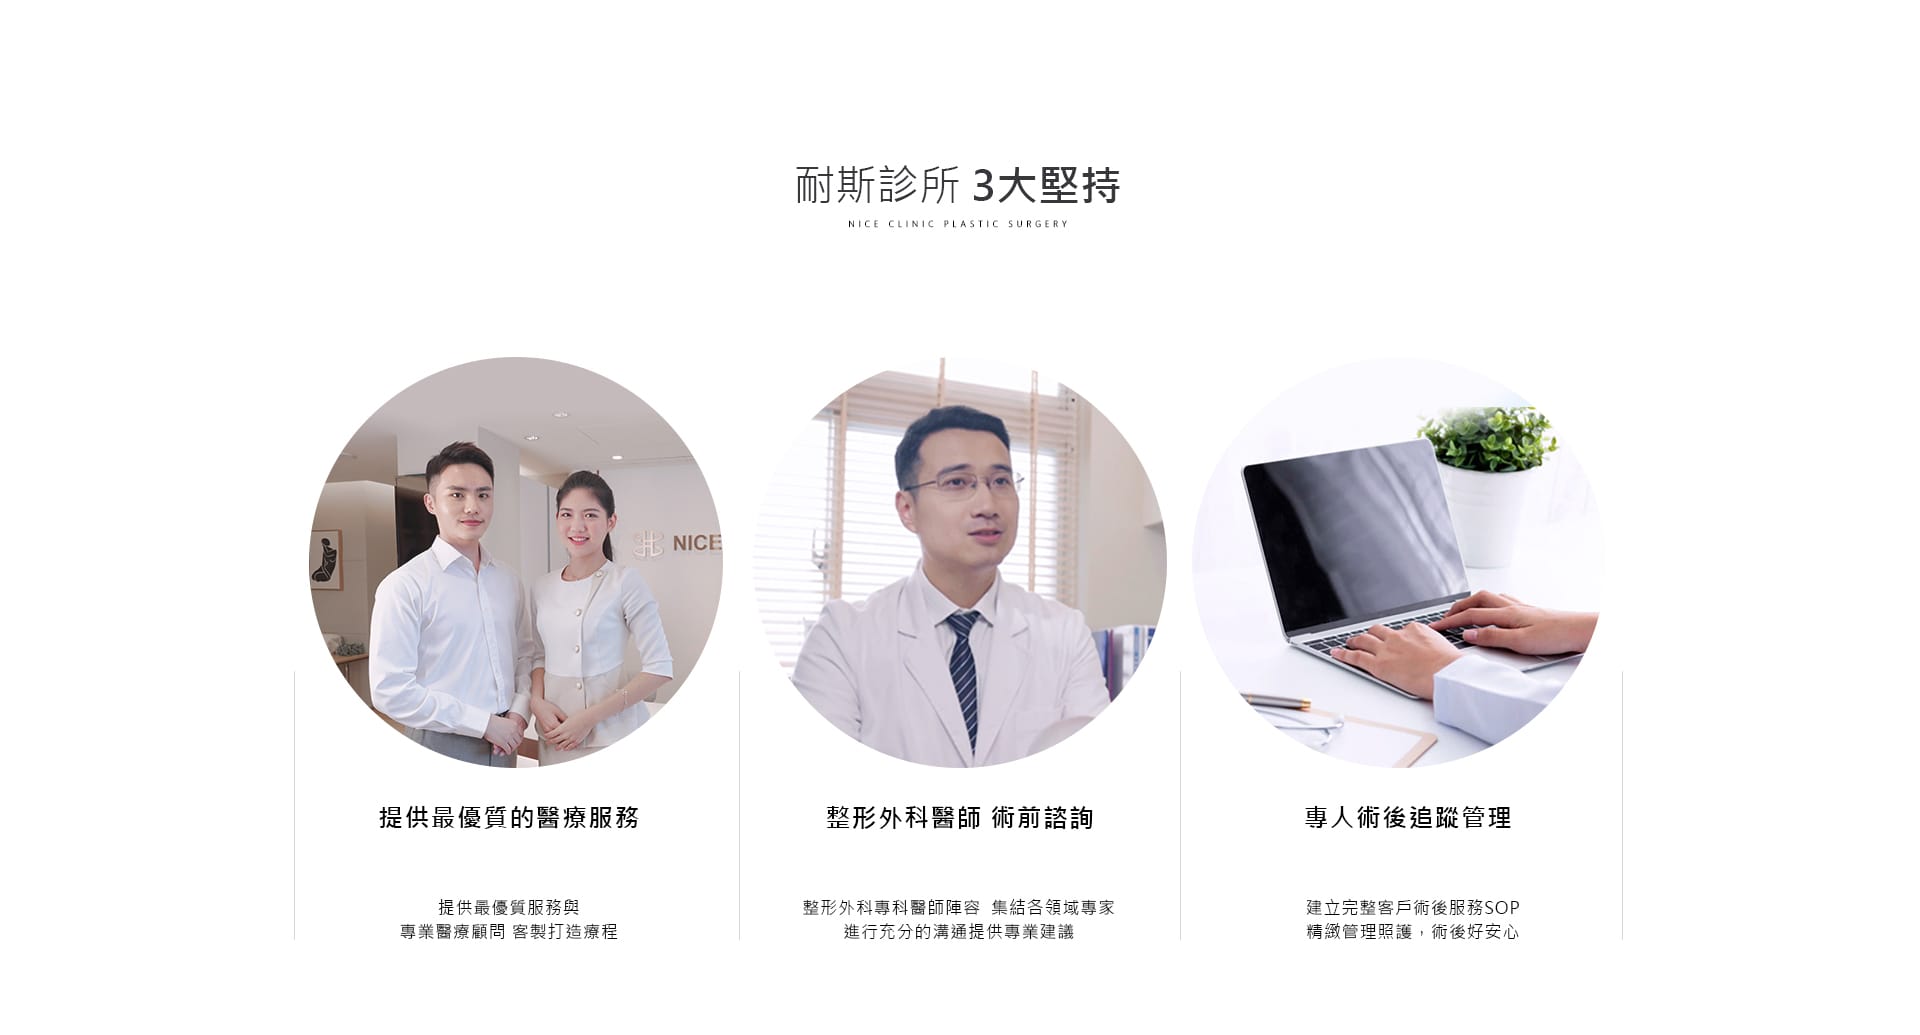 耐斯診所 3大堅持
NICE CLINIC PLASTIC SURGERY
NICE
提供最優質的醫療服務
提供最優質服務與
專業醫療顧問 客製打造療程
整形外科醫師 術前諮詢
整形外科專科醫師陣容 集結各領域專家
進行充分的溝通提供專業建議
專人術後追蹤管理
建立完整客戶術後服務SOP
精緻管理照護，術後好安心